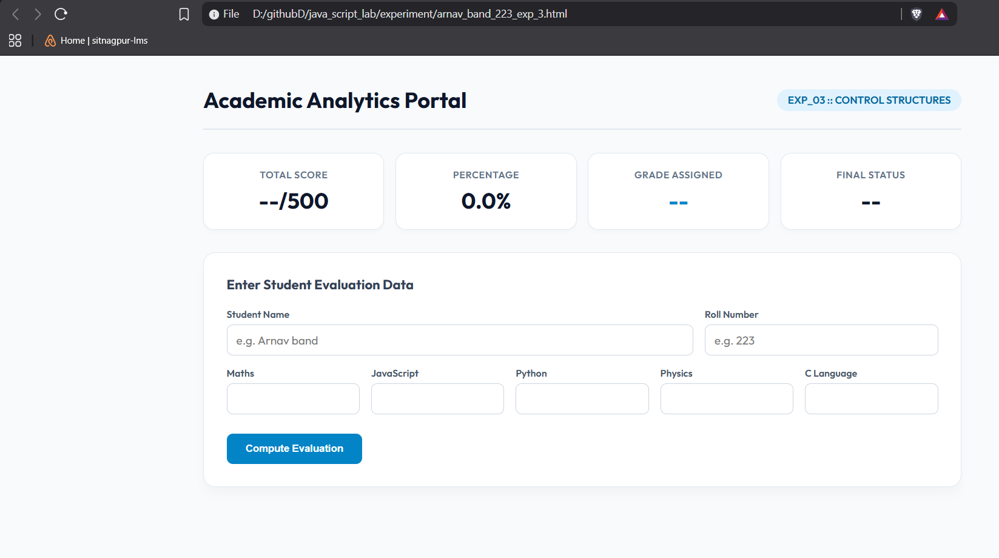 File D:/githubD/java_script_lab/experiment/arnav_band_223_exp_3.html
Home | sitnagpur-lms
Academic Analytics Portal
EXP_03 :: CONTROL STRUCTURES
TOTAL SCORE
--/500
PERCENTAGE
0.0%
GRADE ASSIGNED
--
FINAL STATUS
--
Enter Student Evaluation Data
Student Name
e.g. Arnav band
Roll Number
e.g. 223
Maths
JavaScript
Python
Physics
C Language
Compute Evaluation